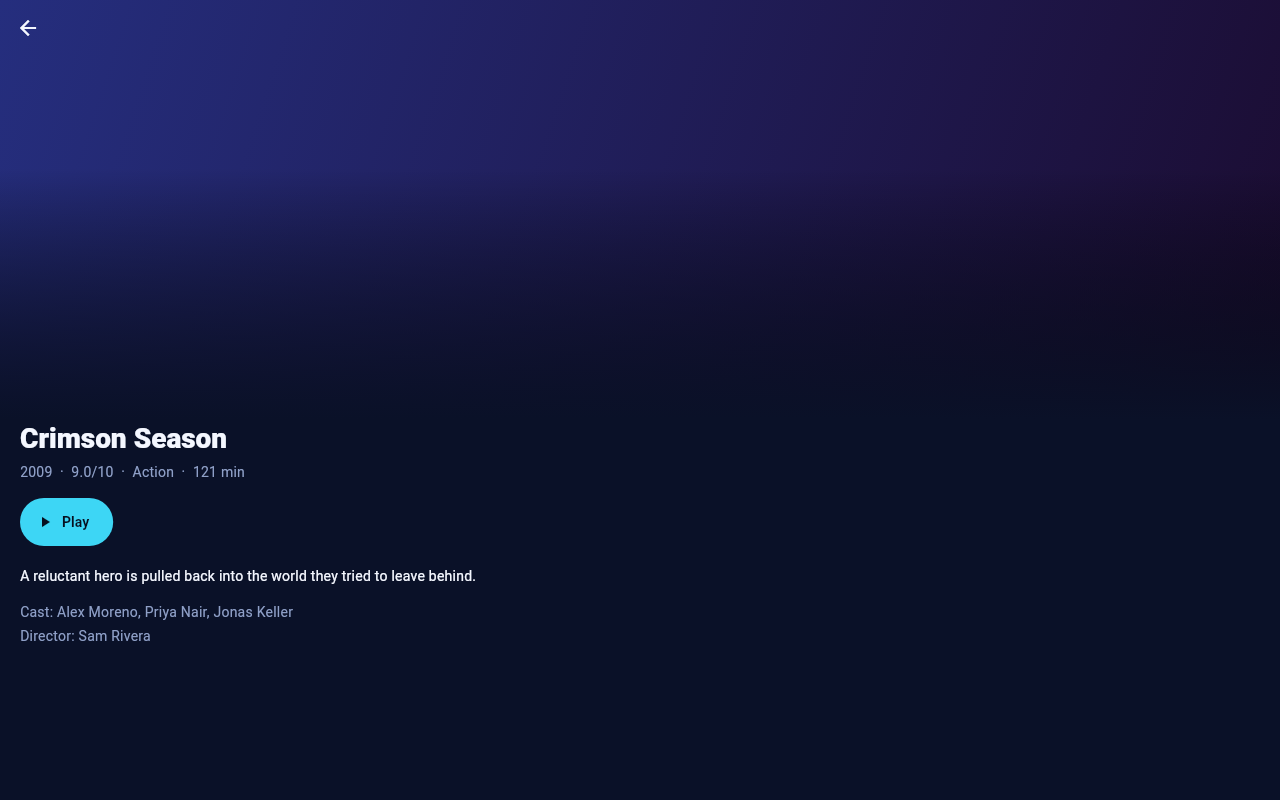 Crimson Season
2009 · 9.0/10 · Action · 121 min
Play
A reluctant hero is pulled back into the world they tried to leave behind.
Cast: Alex Moreno, Priya Nair, Jonas Keller
Director: Sam Rivera